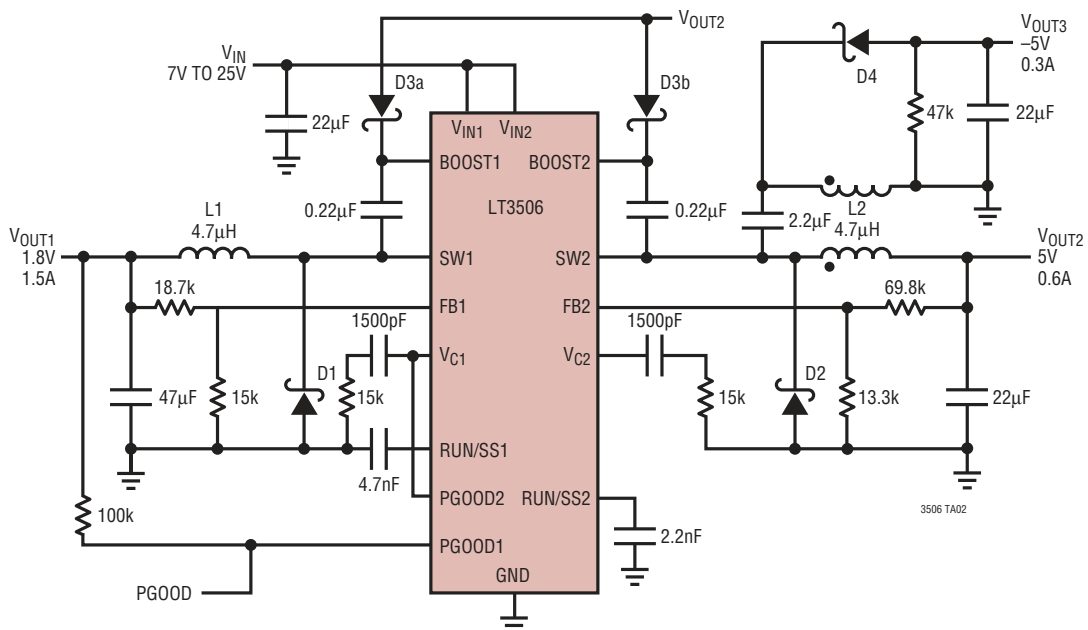 VOUT2
VOUT3
–5V
0.3A
VIN
7V TO 25V
D3a
D3b
D4
22µF
47k
22µF
VIN1 VIN2
BOOST1 BOOST2
LT3506
0.22µF
0.22µF
2.2µF
L1
4.7µH
L2
4.7µH
VOUT1
1.8V
1.5A
SW1 SW2
VOUT2
5V
0.6A
18.7k
69.8k
FB1 FB2
1500pF
1500pF
VC1 VC2
47µF
15k
D1
15k
15k
D2
13.3k
22µF
RUN/SS1
4.7nF
PGOOD2 RUN/SS2
3506 TA02
100k
2.2nF
PGOOD1
GND
PGOOD